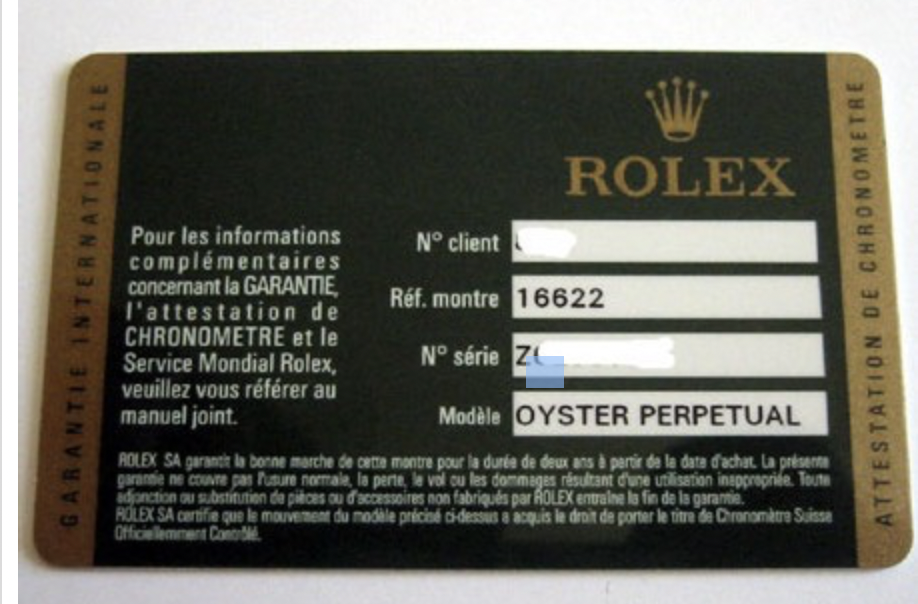 GARANTIE INTERNATIONALE
ROLEX
ATTESTATION DE CHRONOMETRE
Pour les informations
complémentaires
concernant la GARANTIE,
l'attestation de
CHRONOMETRE et le
Service Mondial Rolex,
veuillez vous référer au
manuel joint.
N° client
Réf. montre 16622
N° série Z
Modèle OYSTER PERPETUAL
ROLEX SA garantit la bonne marche de cette montre pour la durée de deux ans à partir de la date d'achat. La présente
garantie ne couvre pas l'usure normale, la perte, le vol ou les dommages résultant d'une utilisation inappropriée. Toute
adjonction ou substitution de pièces ou d'accessoires non fabriqués par ROLEX entraîne la fin de la garantie.
ROLEX SA certifie que le mouvement du modèle précisé ci-dessus a acquis le droit de porter le titre de Chronomètre Suisse
Officiellement Contrôlé.